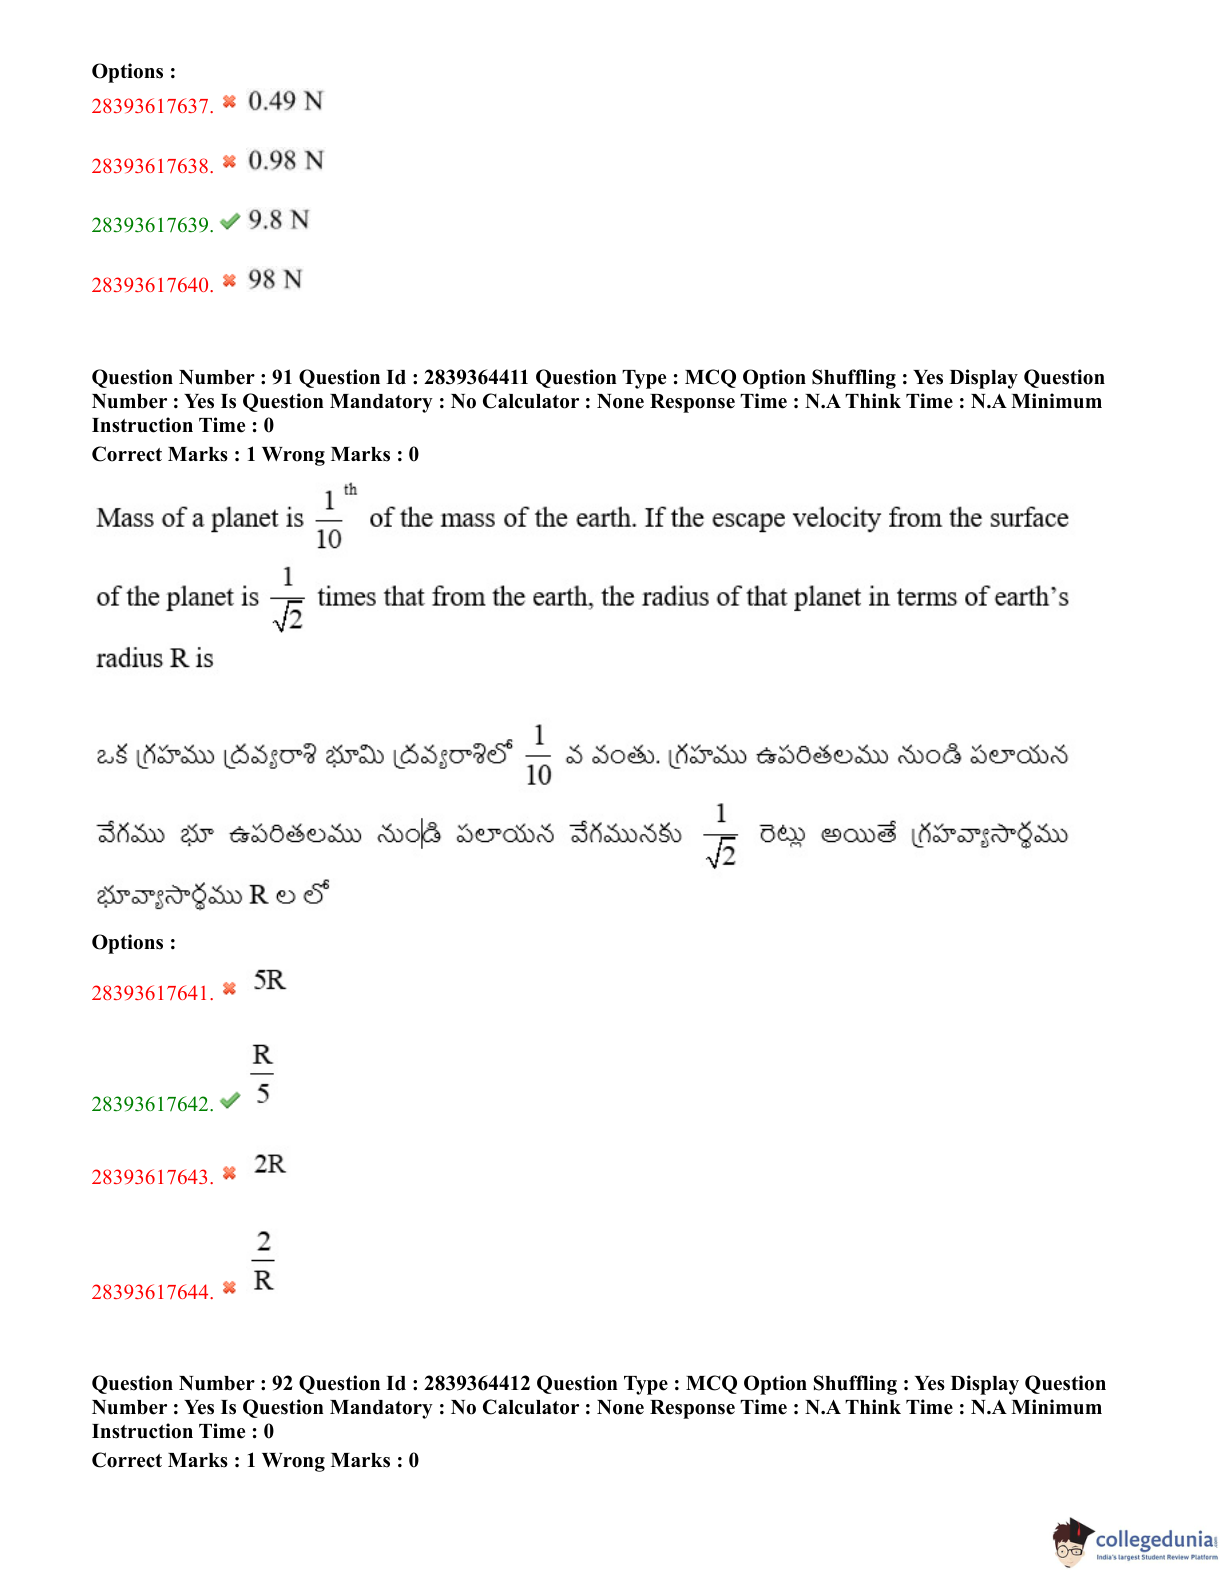 Options :
28393617637. 0.49 N
28393617638. 0.98 N
28393617639. 9.8 N
28393617640. 98 N
Question Number : 91 Question Id : 2839364411 Question Type : MCQ Option Shuffling : Yes Display Question
Number : Yes Is Question Mandatory : No Calculator : None Response Time : N.A Think Time : N.A Minimum
Instruction Time : 0
Correct Marks : 1 Wrong Marks : 0
Mass of a planet is 1/10 th of the mass of the earth. If the escape velocity from the surface
of the planet is 1/√2 times that from the earth, the radius of that planet in terms of earth's
radius R is
ఒక గ్రహము ద్రవ్యరాశి భూమి ద్రవ్యరాశిలో 1/10 వ వంతు. గ్రహము ఉపరితలము నుండి పలాయన
వేగము భూ ఉపరితలము నుండి పలాయన వేగమునకు 1/√2 రెట్లు అయితే గ్రహవ్యాసార్థము
భూవ్యాసార్థము R ల లో
Options :
28393617641. 5R
28393617642. R/5
28393617643. 2R
28393617644. 2/R
Question Number : 92 Question Id : 2839364412 Question Type : MCQ Option Shuffling : Yes Display Question
Number : Yes Is Question Mandatory : No Calculator : None Response Time : N.A Think Time : N.A Minimum
Instruction Time : 0
Correct Marks : 1 Wrong Marks : 0
collegedunia
India's largest Student Review Platform